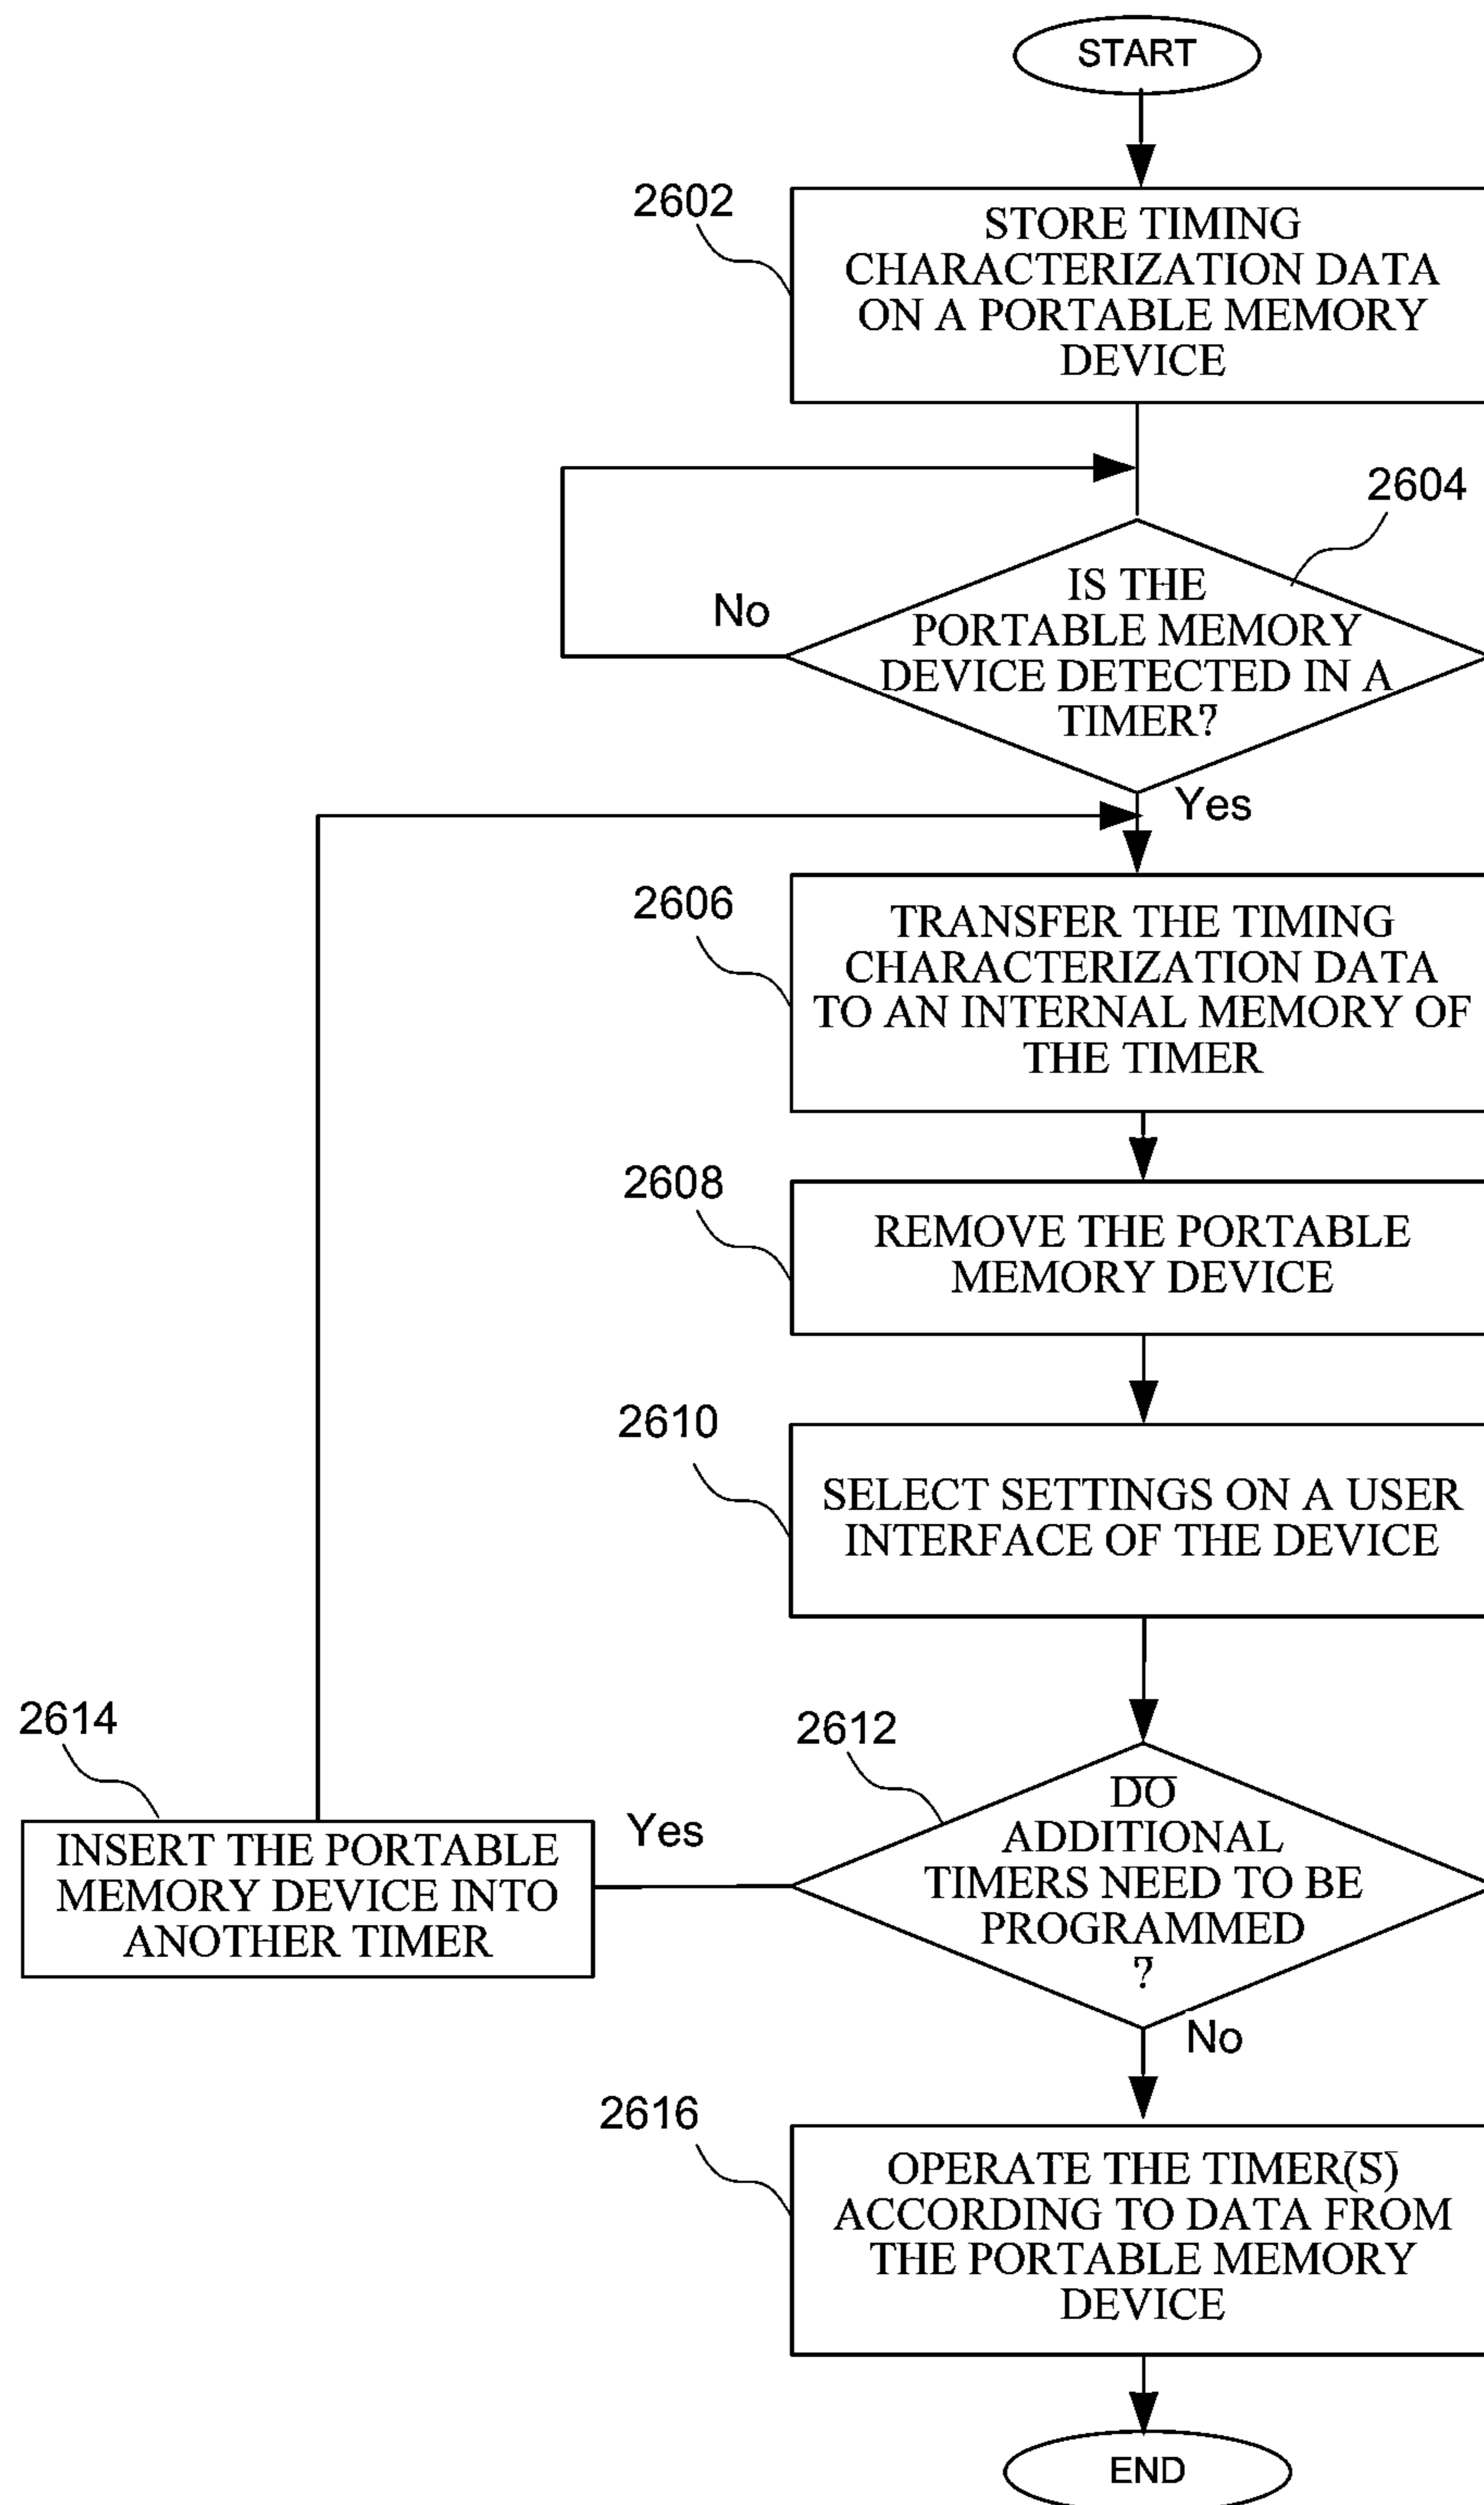 START
2602
STORE TIMING
CHARACTERIZATION DATA
ON A PORTABLE MEMORY
DEVICE
2604
IS THE
PORTABLE MEMORY
DEVICE DETECTED IN A
TIMER?
No
Yes
2606
TRANSFER THE TIMING
CHARACTERIZATION DATA
TO AN INTERNAL MEMORY OF
THE TIMER
2608
REMOVE THE PORTABLE
MEMORY DEVICE
2610
SELECT SETTINGS ON A USER
INTERFACE OF THE DEVICE
2612
DO
ADDITIONAL
TIMERS NEED TO BE
PROGRAMMED
?
Yes
2614
INSERT THE PORTABLE
MEMORY DEVICE INTO
ANOTHER TIMER
No
2616
OPERATE THE TIMER(S)
ACCORDING TO DATA FROM
THE PORTABLE MEMORY
DEVICE
END